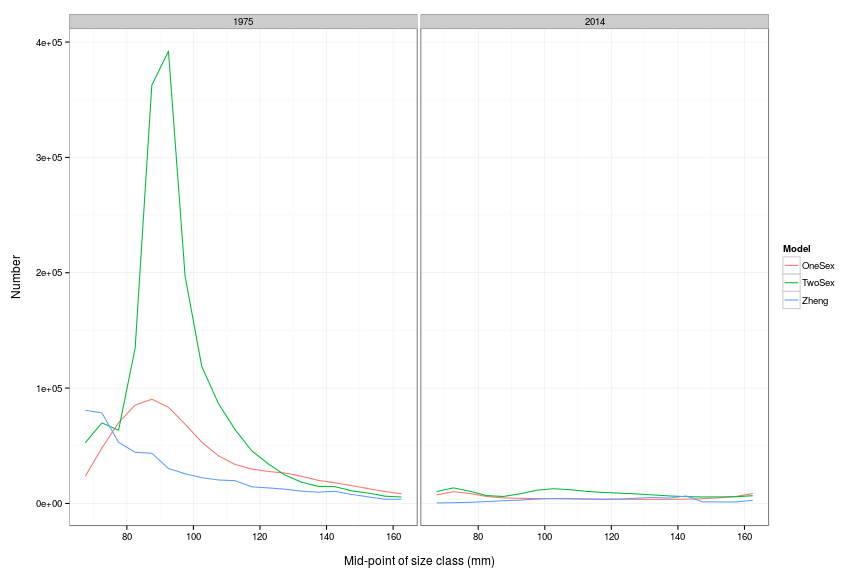 1975
2014
4e+05
3e+05
2e+05
1e+05
0e+00
Number
80
100
120
140
160
80
100
120
140
160
Mid-point of size class (mm)
Model
OneSex
TwoSex
Zheng